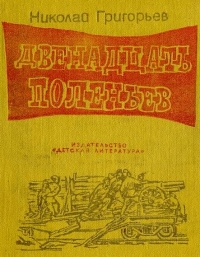 Николай Григорьев
ДВЕНАДЦАТЬ
ПОЛЕНЬЕВ
ИЗДАТЕЛЬСТВО
«ДЕТСКАЯ ЛИТЕРАТУРА»